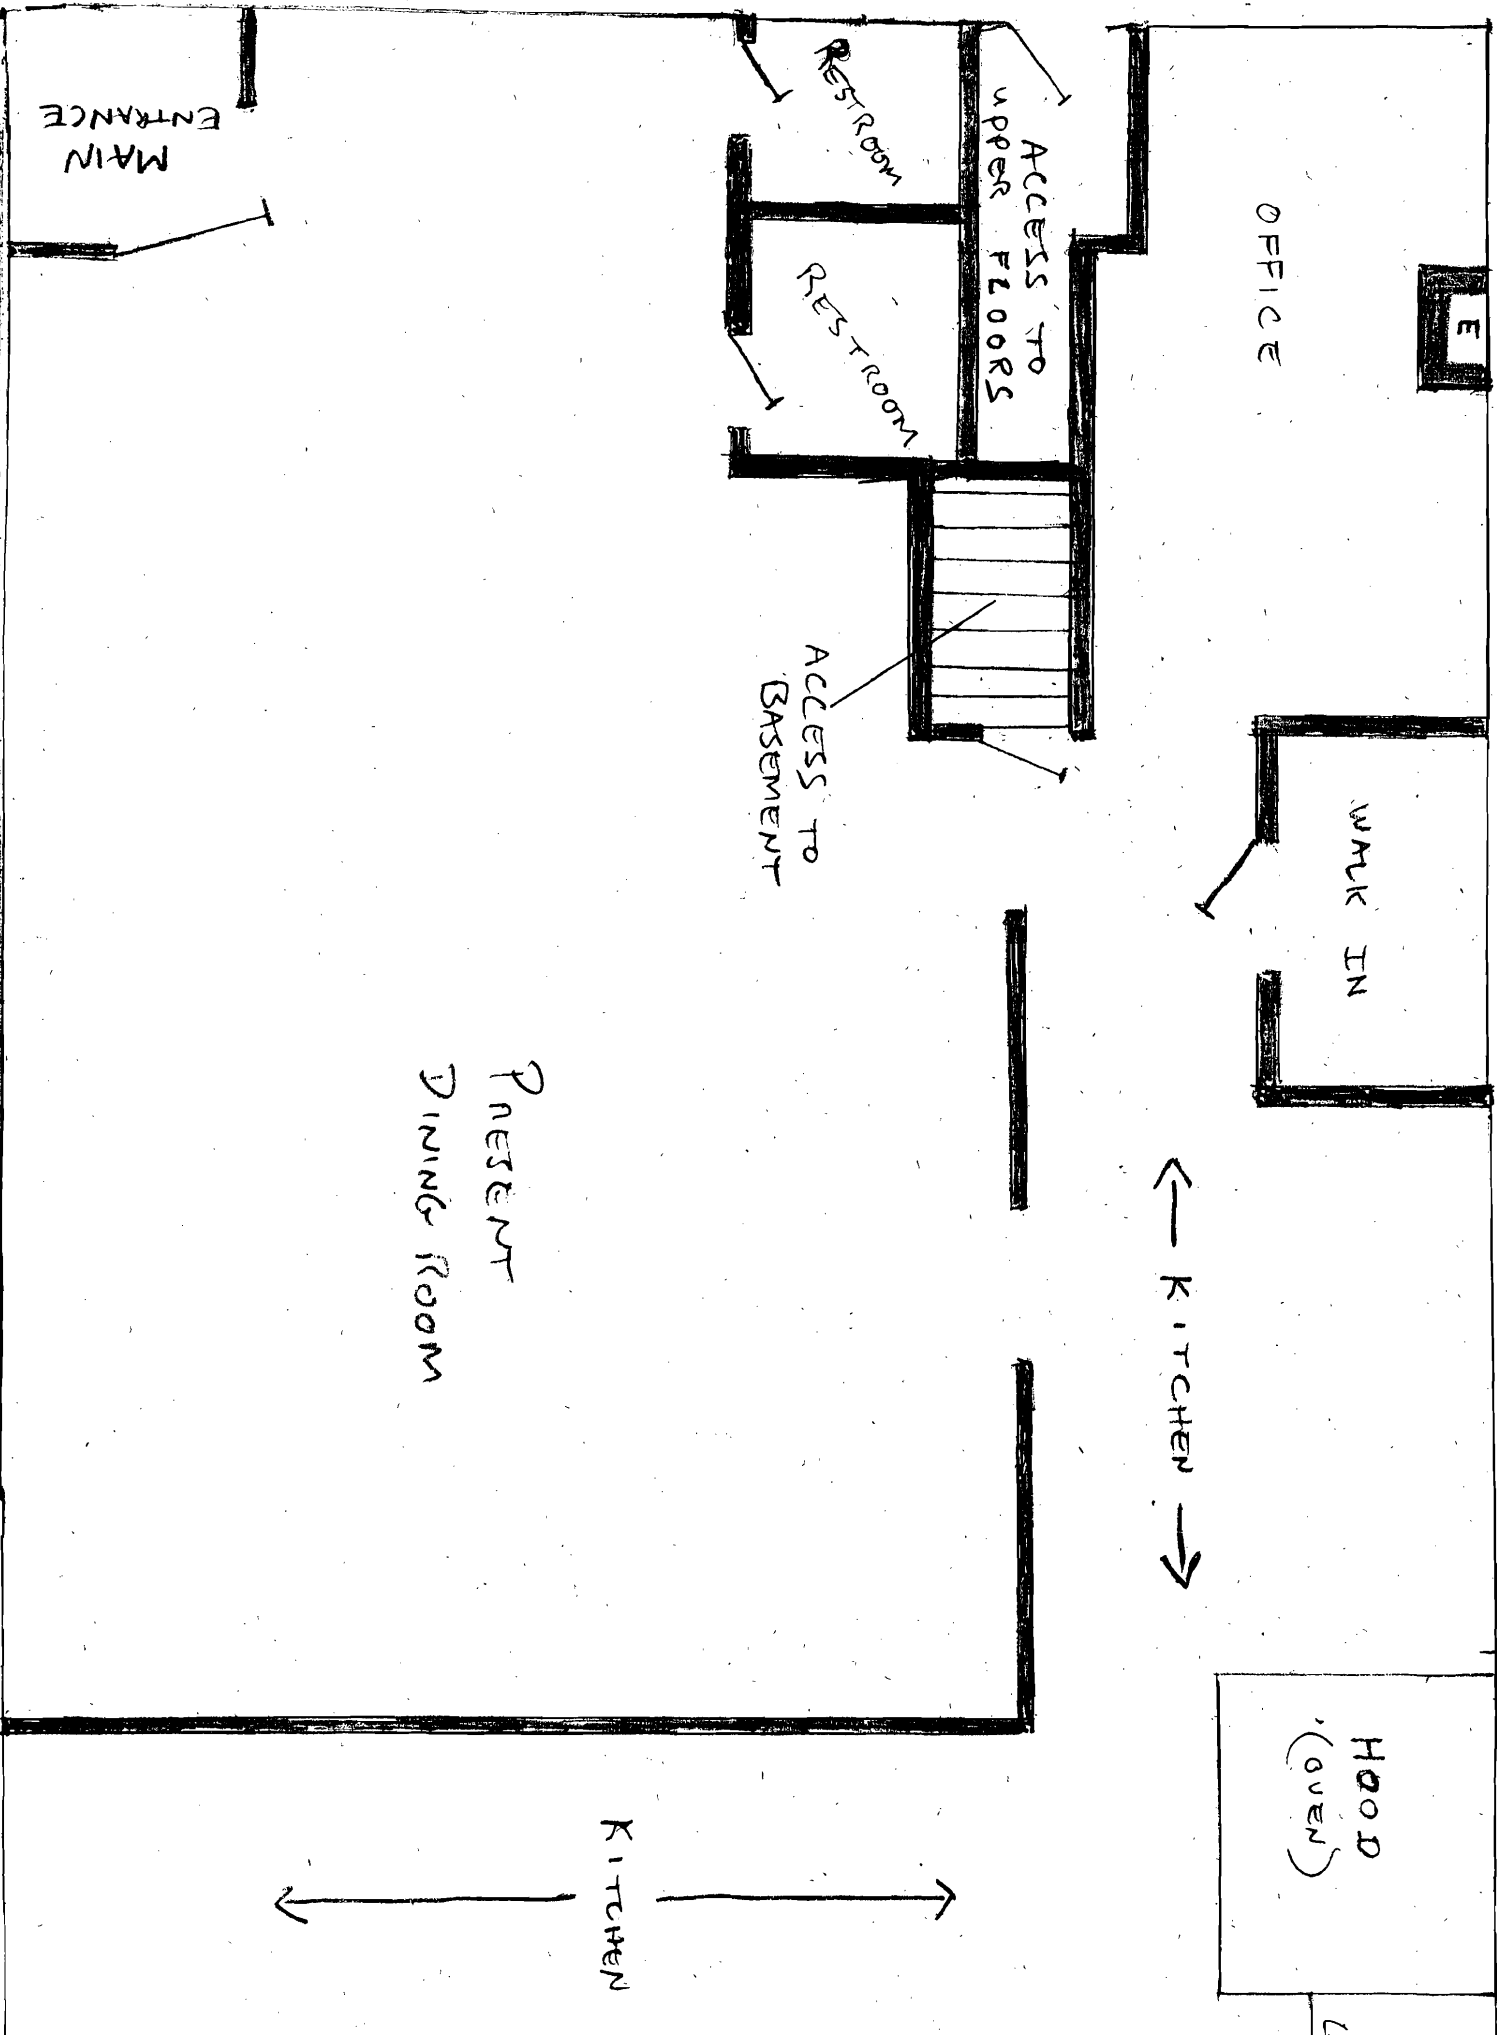 MAIN
ENTRANCE
RESTROOM
RESTROOM
ACCESS TO
UPPER FLOORS
OFFICE
E
ACCESS TO
BASEMENT
WALK IN
PRESENT
DINING ROOM
KITCHEN
HOOD
(OVEN)
KITCHEN